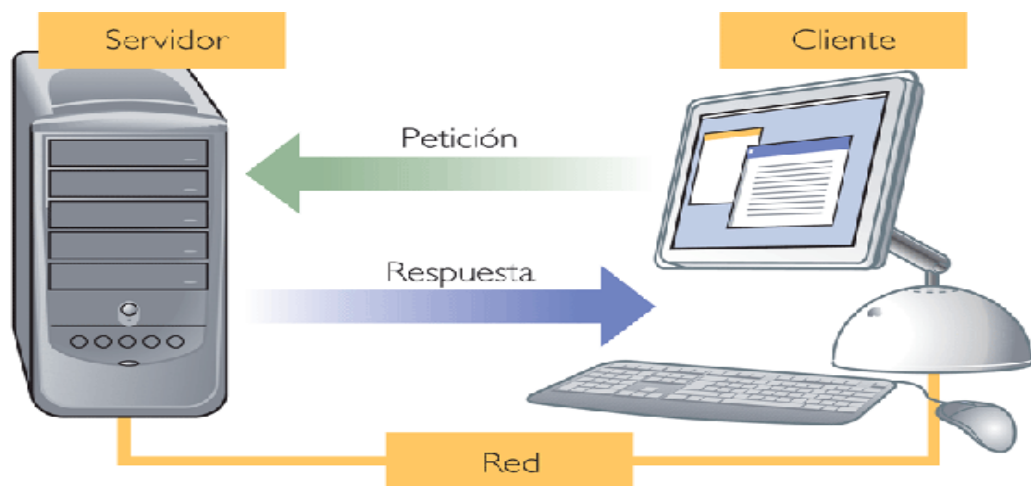 Servidor
Cliente
Petición
Respuesta
Red